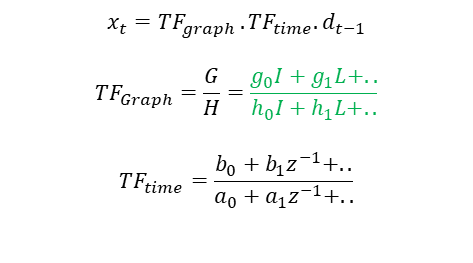 x_t = TF_graph . TF_time . d_{t-1}
TF_Graph = G/H = (g_0 I + g_1 L+..)/(h_0 I + h_1 L+..)
TF_time = (b_0 + b_1 z^{-1}+..)/(a_0 + a_1 z^{-1}+..)